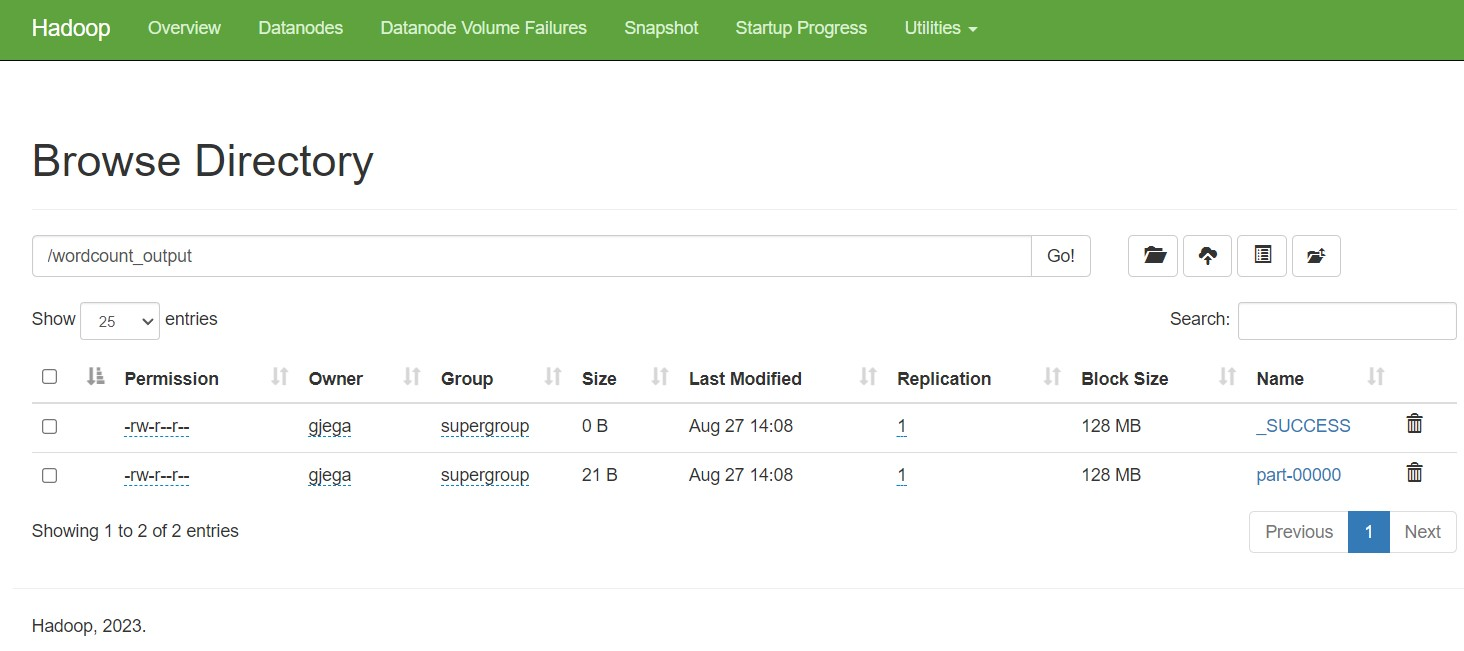 Hadoop Overview Datanodes Datanode Volume Failures Snapshot Startup Progress Utilities
Browse Directory
/wordcount_output Go!
Show 25 entries Search:
Permission Owner Group Size Last Modified Replication Block Size Name
-rw-r--r-- gjega supergroup 0 B Aug 27 14:08 1 128 MB _SUCCESS
-rw-r--r-- gjega supergroup 21 B Aug 27 14:08 1 128 MB part-00000
Showing 1 to 2 of 2 entries Previous 1 Next
Hadoop, 2023.